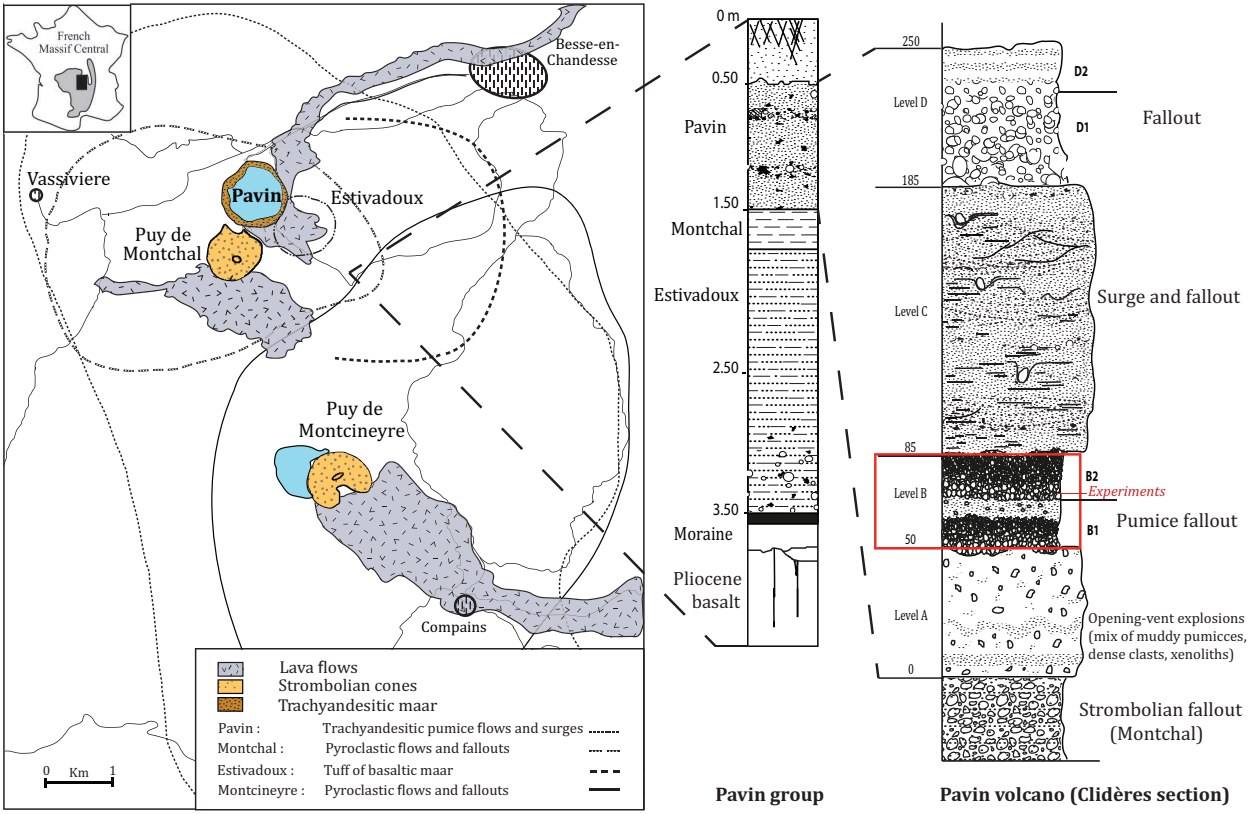 French
Massif Central
Besse-en-
Chandesse
Vassiviere
Pavin
Estivadoux
Puy de
Montchal
Puy de
Montcineyre
Compains
Lava flows
Strombolian cones
Trachyandesitic maar
Pavin : Trachyandesitic pumice flows and surges
Montchal : Pyroclastic flows and fallouts
Estivadoux : Tuff of basaltic maar
Montcineyre : Pyroclastic flows and fallouts
0 Km 1
0 m
0.50
Pavin
1.50
Montchal
Estivadoux
2.50
3.50
Moraine
Pliocene
basalt
Pavin group
250
D2
Level D
D1
Fallout
185
Level C
Surge and fallout
85
B2
Level B
Experiments
Pumice fallout
B1
50
Level A
Opening-vent explosions
(mix of muddy pumicces,
dense clasts, xenoliths)
0
Strombolian fallout
(Montchal)
Pavin volcano (Clidères section)